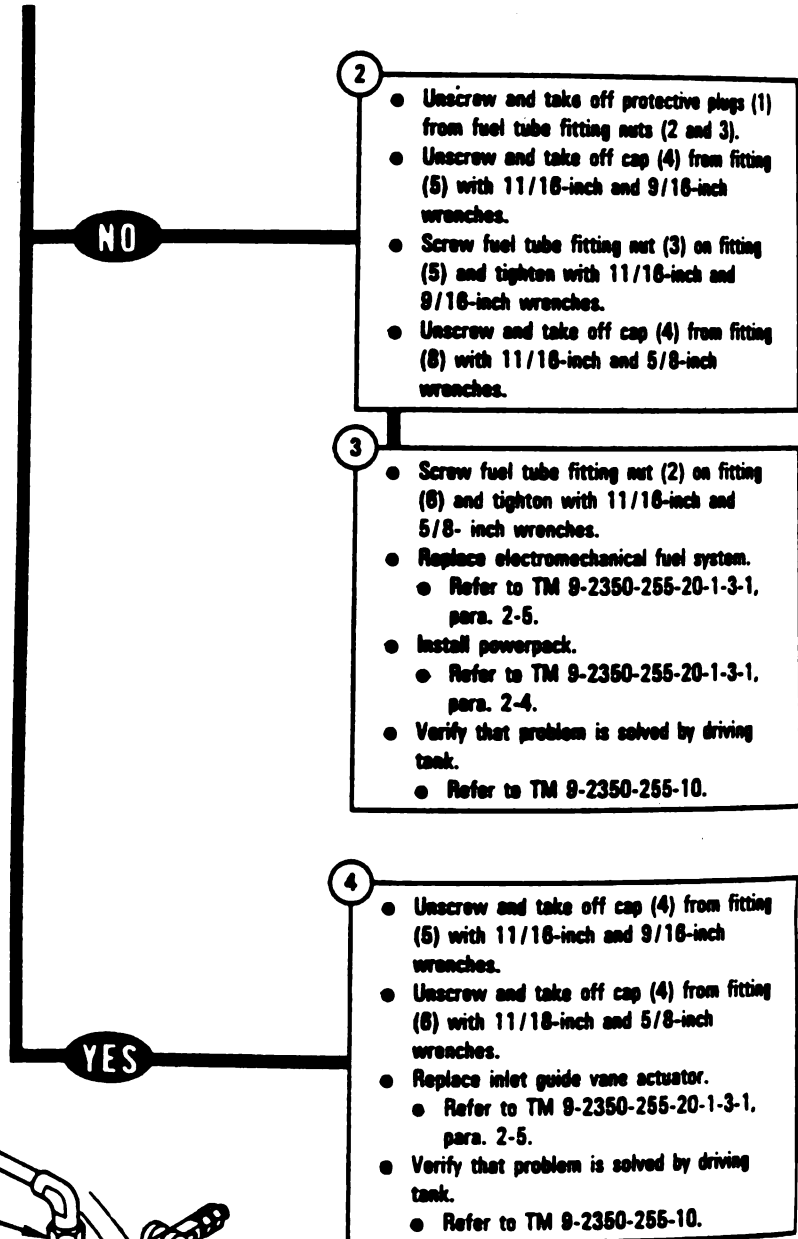 2
● Unscrew and take off protective plugs (1)
from fuel tube fitting nuts (2 and 3).
● Unscrew and take off cap (4) from fitting
(5) with 11/16-inch and 9/16-inch
wrenches.
NO
● Screw fuel tube fitting nut (3) on fitting
(5) and tighten with 11/16-inch and
9/16-inch wrenches.
● Unscrew and take off cap (4) from fitting
(6) with 11/16-inch and 5/8-inch
wrenches.
3
● Screw fuel tube fitting nut (2) on fitting
(6) and tighton with 11/16-inch and
5/8- inch wrenches.
● Replace electromechanical fuel system.
● Refer to TM 9-2350-255-20-1-3-1,
para. 2-5.
● Install powerpack.
● Refer to TM 9-2350-255-20-1-3-1,
para. 2-4.
● Verify that problem is solved by driving
tank.
● Refer to TM 9-2350-255-10.
4
● Unscrew and take off cap (4) from fitting
(5) with 11/16-inch and 9/16-inch
wrenches.
● Unscrew and take off cap (4) from fitting
(6) with 11/16-inch and 5/8-inch
wrenches.
YES
● Replace inlet guide vane actuator.
● Refer to TM 9-2350-255-20-1-3-1,
para. 2-5.
● Verify that problem is solved by driving
tank.
● Refer to TM 9-2350-255-10.